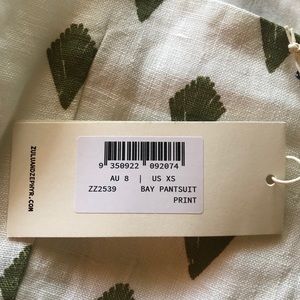 9 350922 092074
AU 8 | US XS
ZZ2539 BAY PANTSUIT
PRINT
ZULUANDZEPHYR.COM